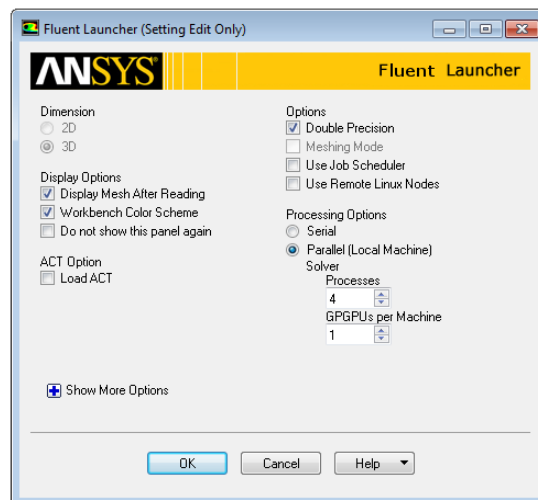 Fluent Launcher (Setting Edit Only)
ANSYS
Fluent Launcher
Dimension
2D
3D
Display Options
Display Mesh After Reading
Workbench Color Scheme
Do not show this panel again
ACT Option
Load ACT
Options
Double Precision
Meshing Mode
Use Job Scheduler
Use Remote Linux Nodes
Processing Options
Serial
Parallel (Local Machine)
Solver
Processes
4
GPGPUs per Machine
1
Show More Options
OK Cancel Help